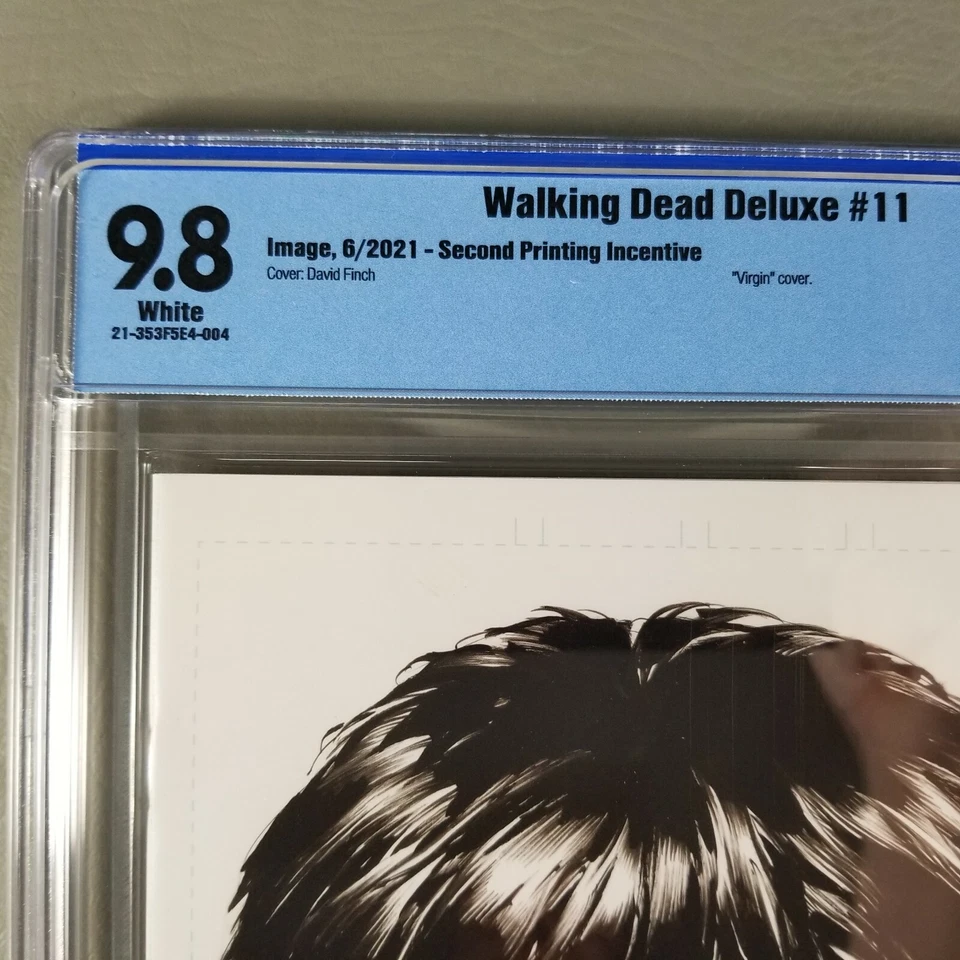 Walking Dead Deluxe #11
9.8
Image, 6/2021 - Second Printing Incentive
Cover: David Finch
"Virgin" cover.
White
21-353F5E4-004